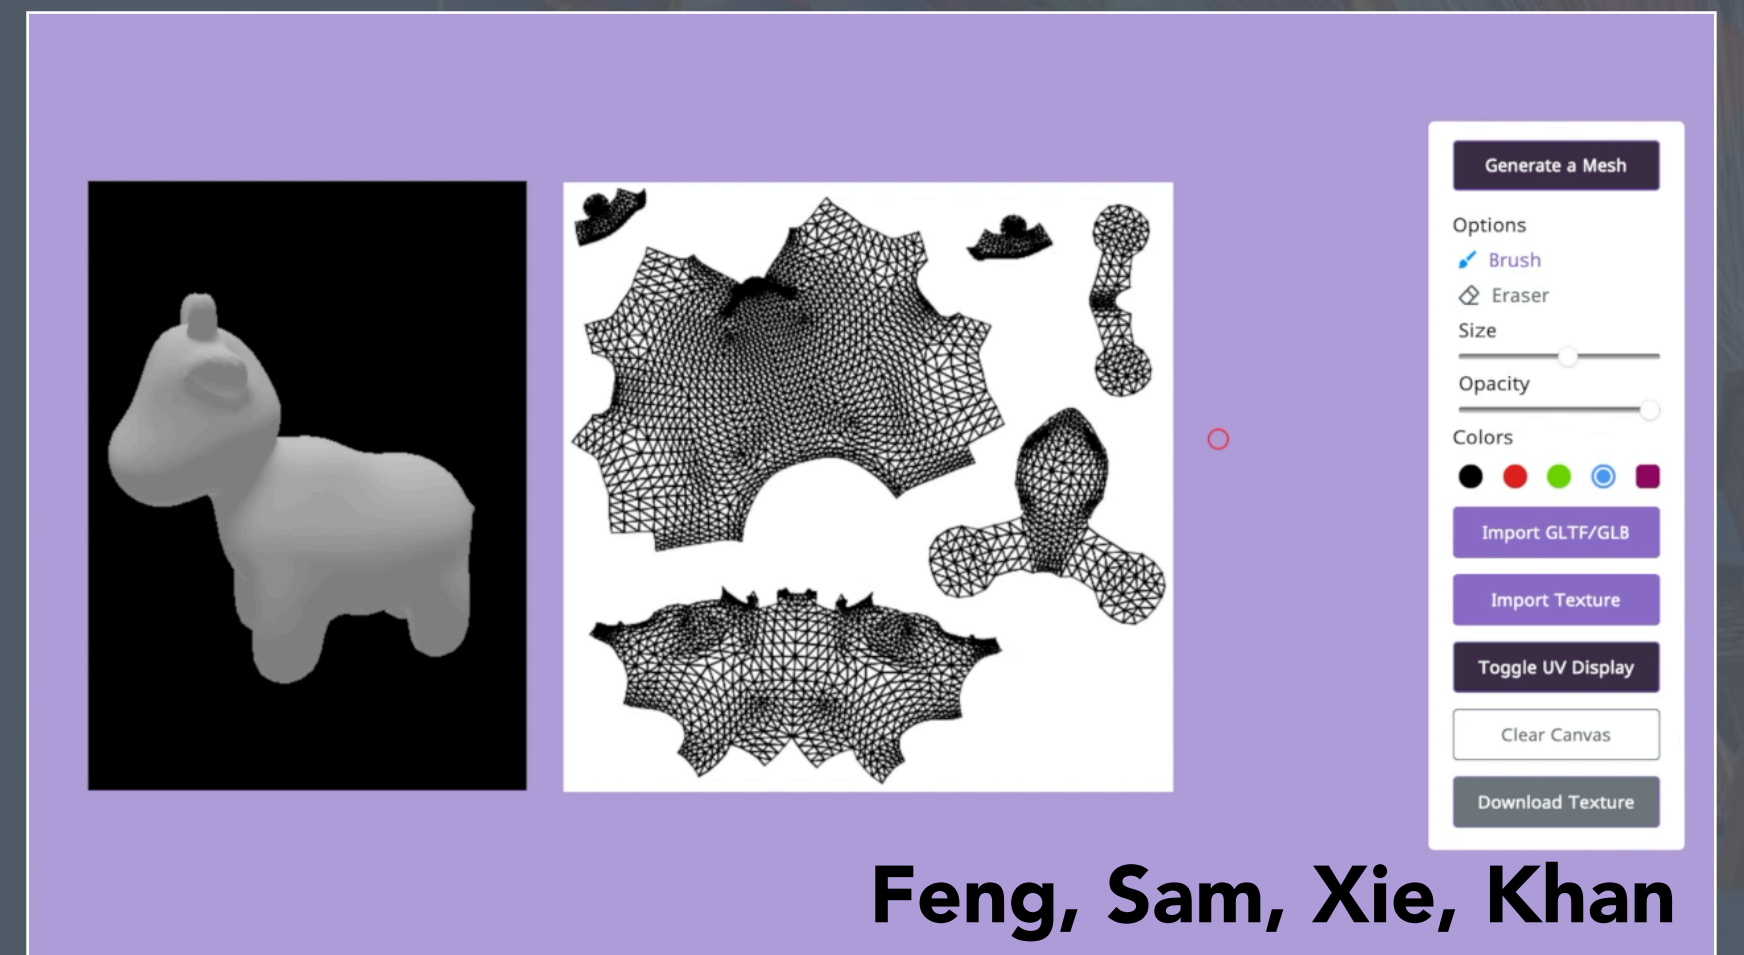 Generate a Mesh
Options
Brush
Eraser
Size
Opacity
Colors
Import GLTF/GLB
Import Texture
Toggle UV Display
Clear Canvas
Download Texture
Feng, Sam, Xie, Khan